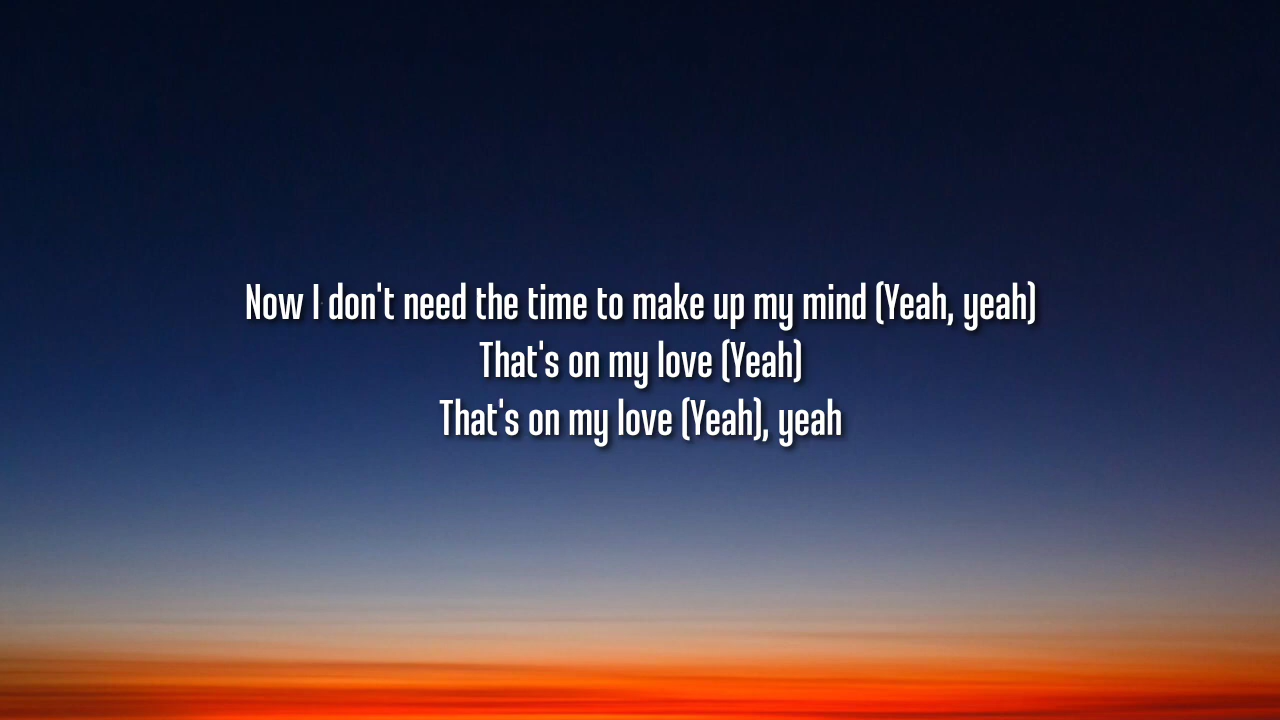 Now I don't need the time to make up my mind (Yeah, yeah)
That's on my love (Yeah)
That's on my love (Yeah), yeah